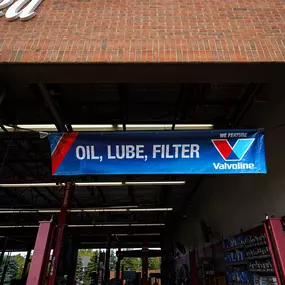 OIL, LUBE, FILTER
WE FEATURE
Valvoline